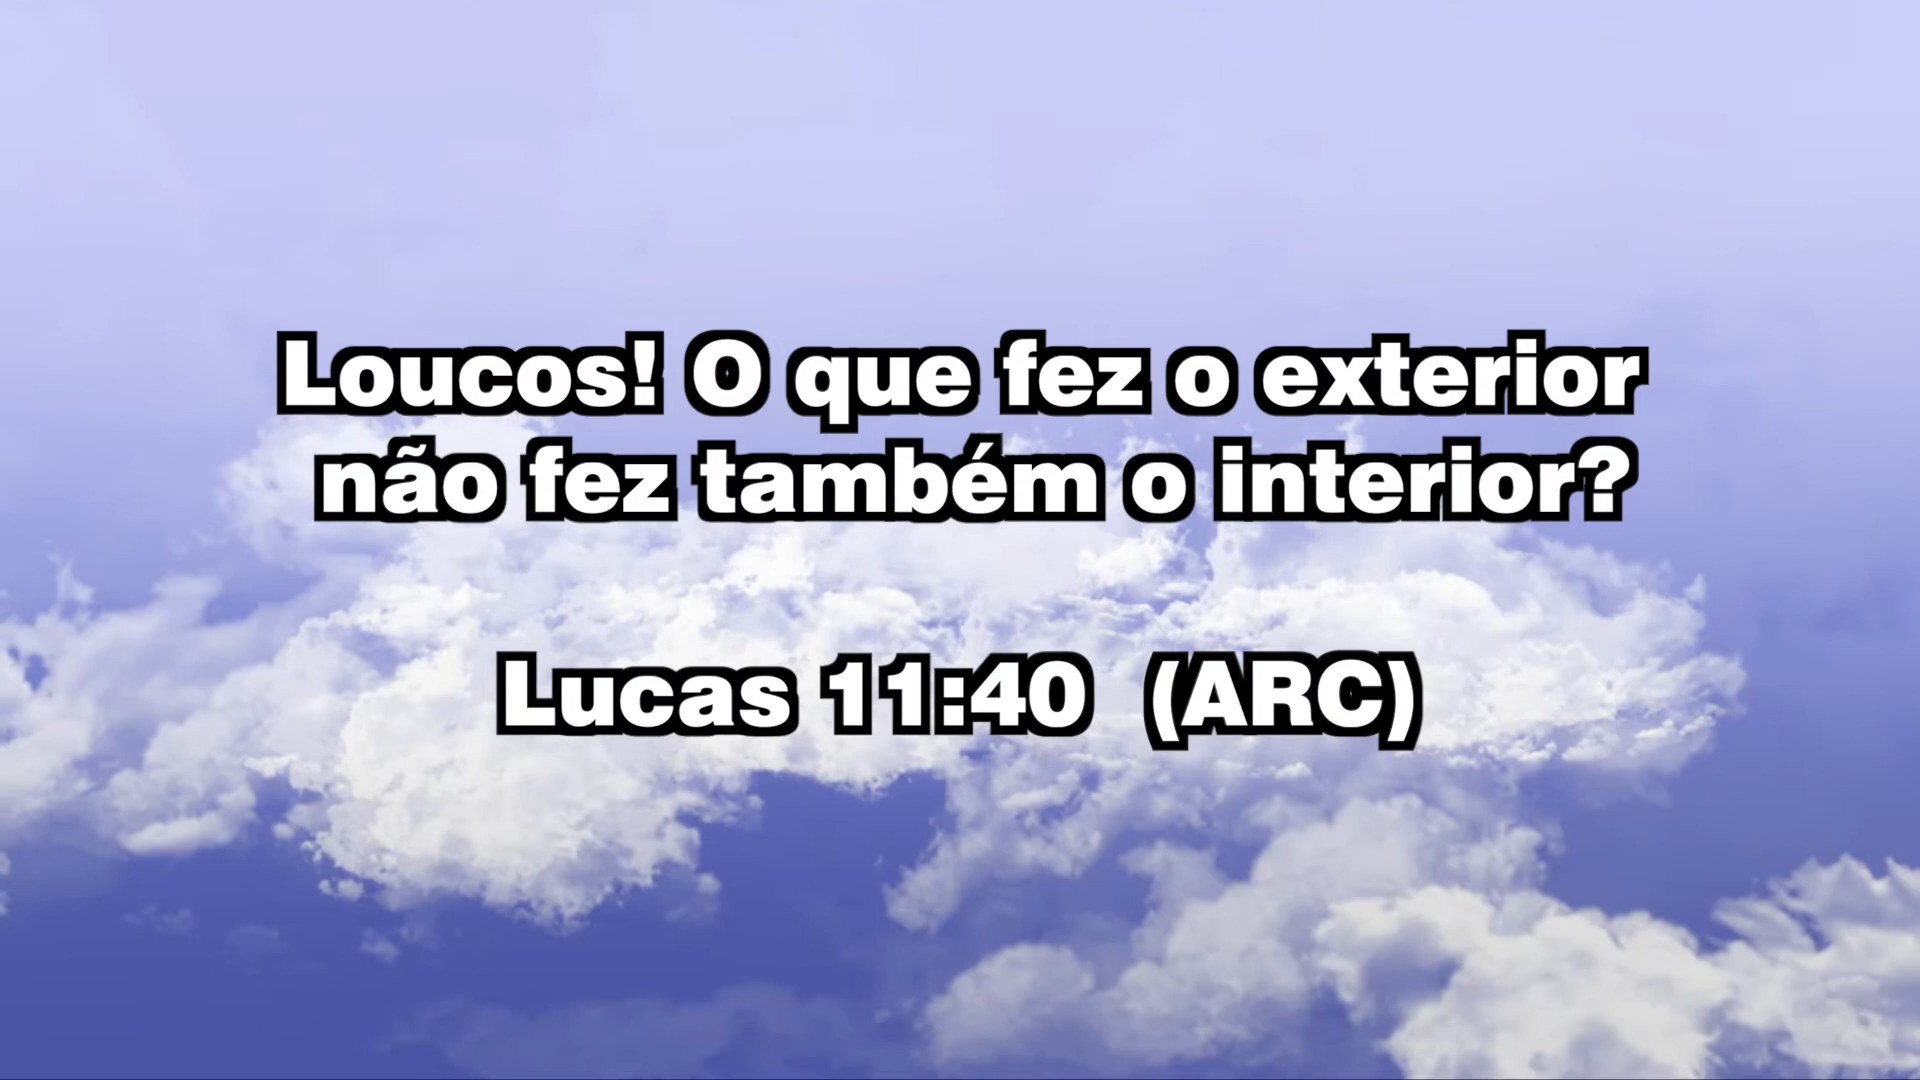 Loucos! O que fez o exterior
não fez também o interior?
Lucas 11:40 (ARC)